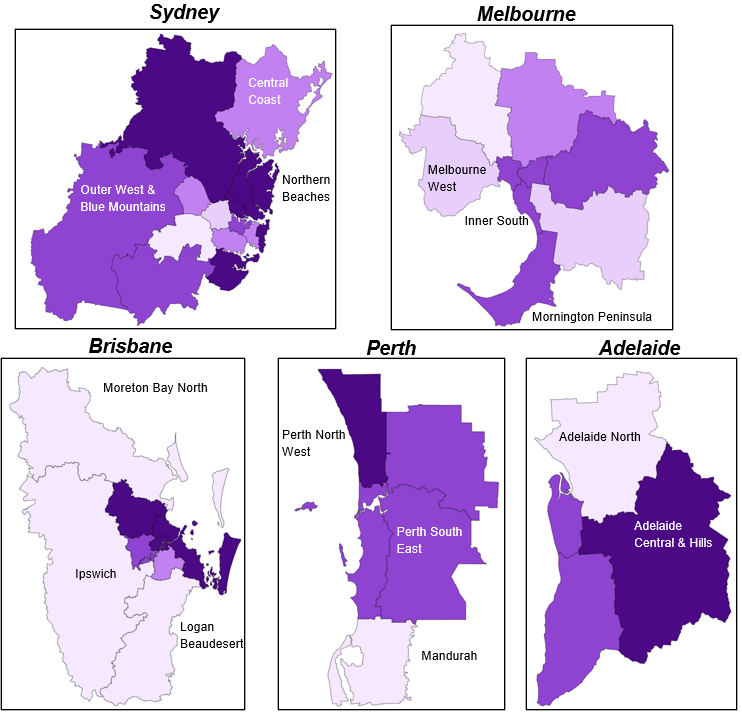 Sydney
Melbourne
Central
Coast
Northern
Beaches
Outer West &
Blue Mountains
Melbourne
West
Inner South
Mornington Peninsula
Brisbane
Perth
Adelaide
Moreton Bay North
Ipswich
Logan
Beaudesert
Perth North
West
Perth South
East
Mandurah
Adelaide North
Adelaide
Central & Hills